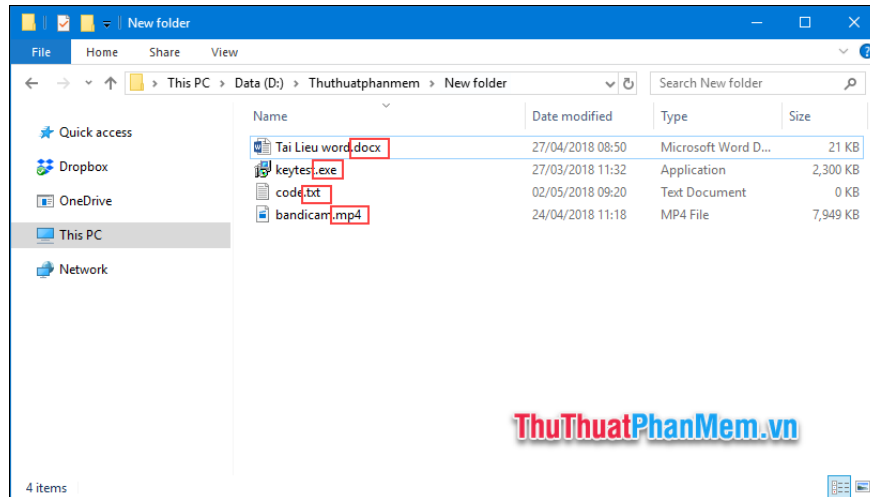 New folder
File Home Share View
This PC Data (D:) Thuthuatphanmem New folder Search New folder
Name Date modified Type Size
Quick access
Dropbox
OneDrive
This PC
Network
Tai Lieu word.docx 27/04/2018 08:50 Microsoft Word D... 21 KB
keytest.exe 27/03/2018 11:32 Application 2,300 KB
code.txt 02/05/2018 09:20 Text Document 0 KB
bandicam.mp4 24/04/2018 11:18 MP4 File 7,949 KB
ThuThuatPhanMem.vn
4 items